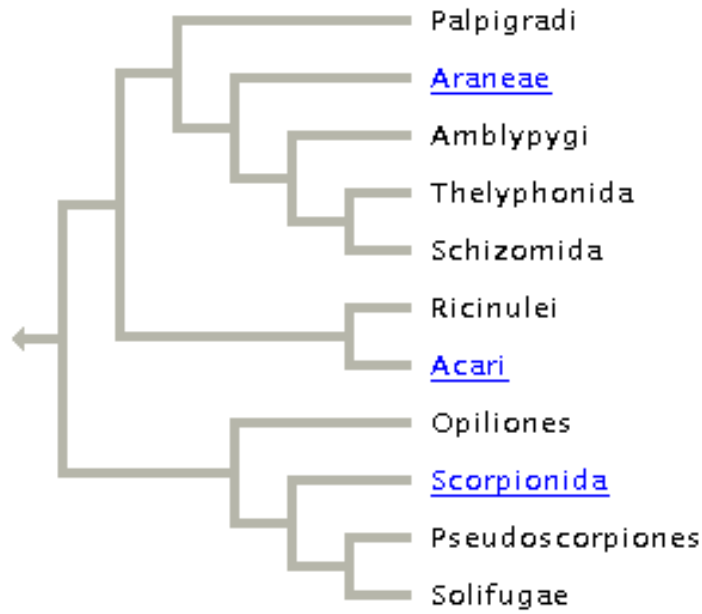 Palpigradi
Araneae
Amblypygi
Thelyphonida
Schizomida
Ricinulei
Acari
Opiliones
Scorpionida
Pseudoscorpiones
Solifugae